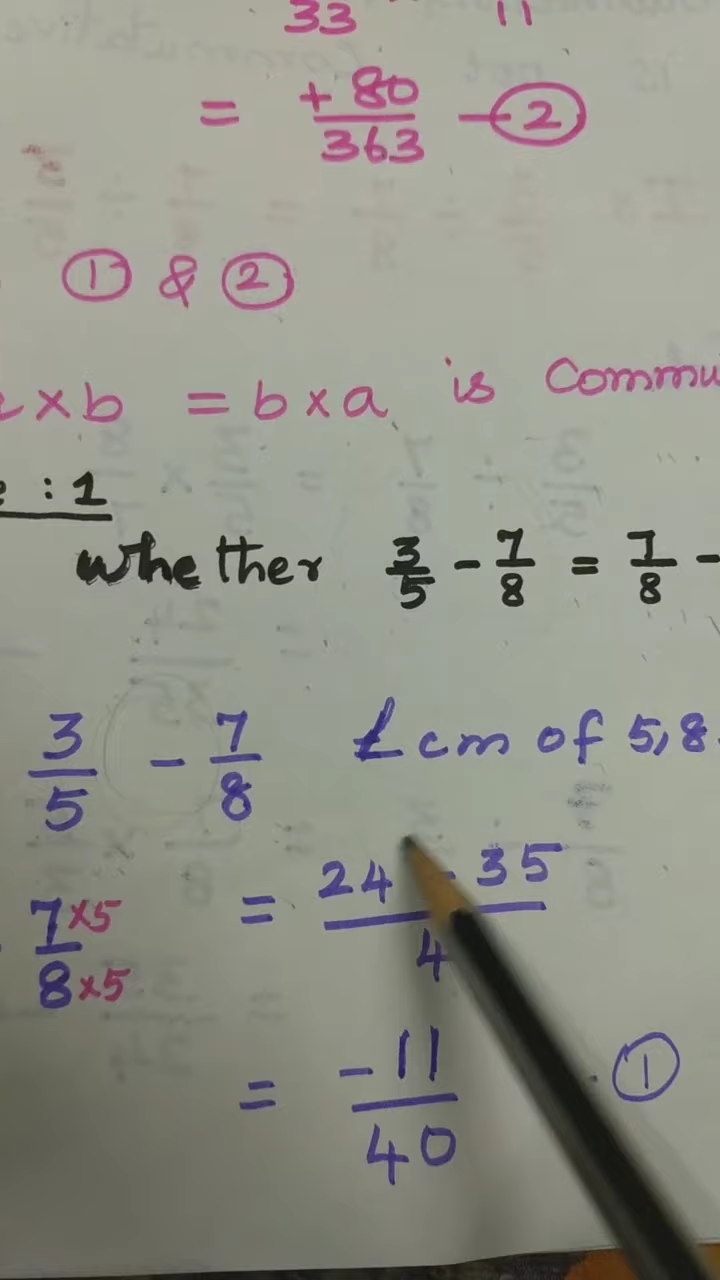 33 11
= +80/363 - ②
① & ②
× b = b × a is Commu
: 1
Whether 3/5 - 7/8 = 7/8 -
3/5 - 7/8 Lcm of 5,8
7×5/8×5 = 24 - 35/4
= -11/40 ①